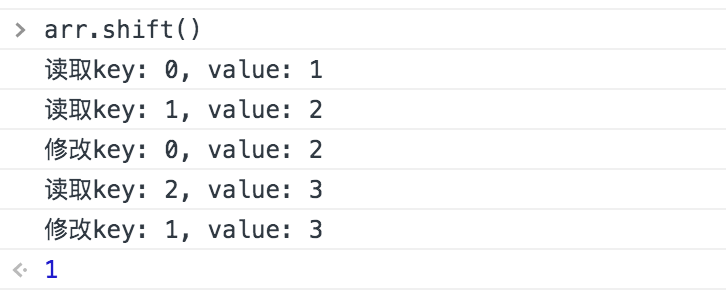 > arr.shift()
读取key: 0, value: 1
读取key: 1, value: 2
修改key: 0, value: 2
读取key: 2, value: 3
修改key: 1, value: 3
1